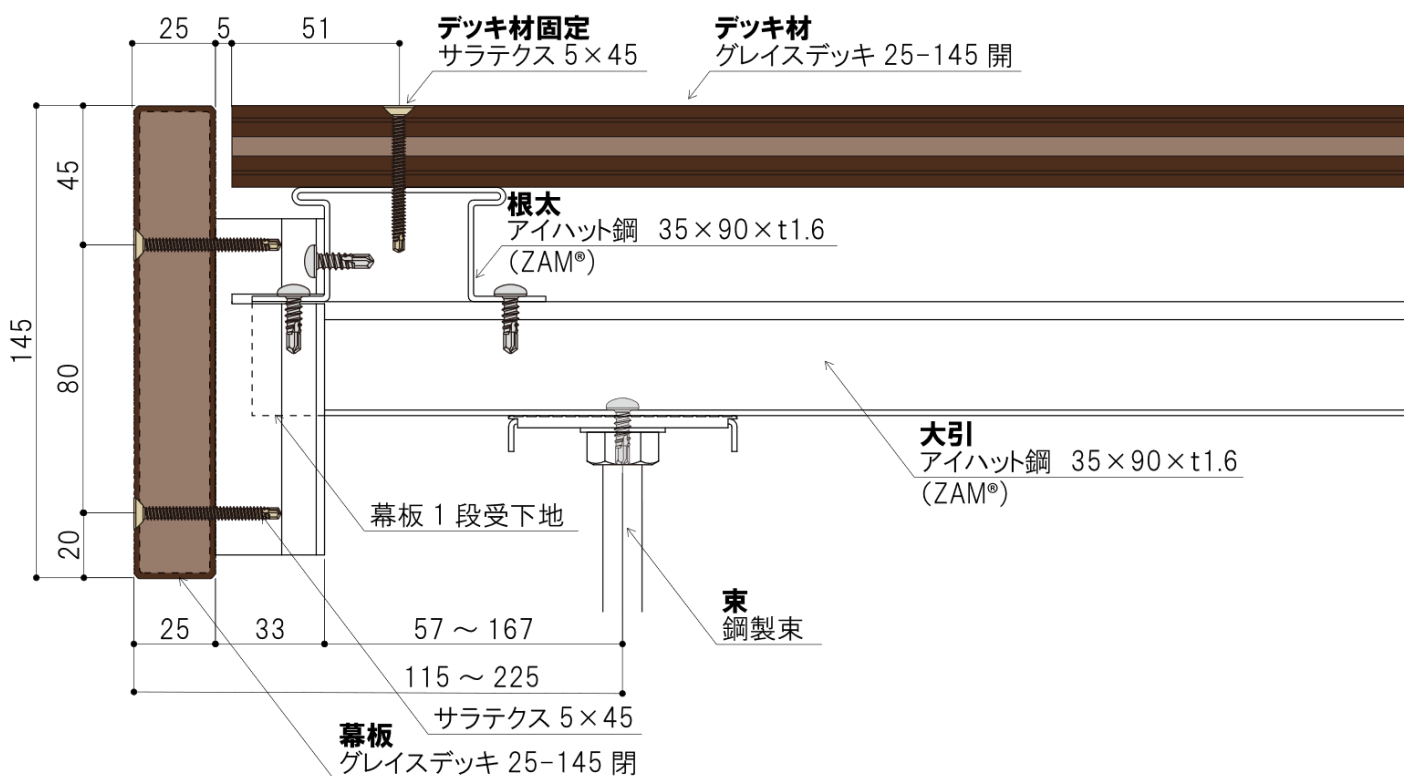 25
5
51
デッキ材固定
サラテクス 5×45
デッキ材
グレイスデッキ 25-145 開
45
80
20
145
根太
アイハット鋼 35×90×t1.6
(ZAM®)
大引
アイハット鋼 35×90×t1.6
(ZAM®)
幕板 1 段受下地
束
鋼製束
25
33
57 ～ 167
115 ～ 225
サラテクス 5×45
幕板
グレイスデッキ 25-145 閉